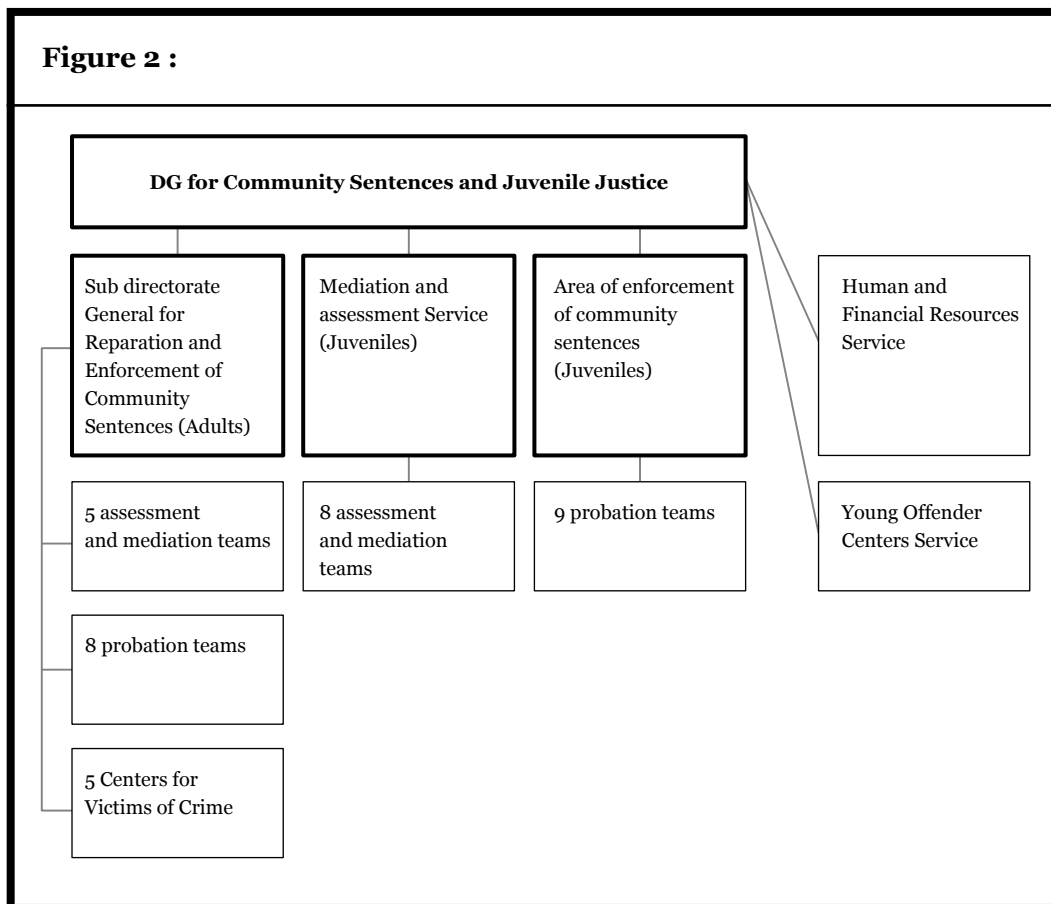 Figure 2 :
DG for Community Sentences and Juvenile Justice
Sub directorate
General for
Reparation and
Enforcement of
Community
Sentences (Adults)
Mediation and
assessment Service
(Juveniles)
Area of enforcement
of community
sentences
(Juveniles)
Human and
Financial Resources
Service
5 assessment
and mediation teams
8 assessment
and mediation
teams
9 probation teams
Young Offender
Centers Service
8 probation teams
5 Centers for
Victims of Crime